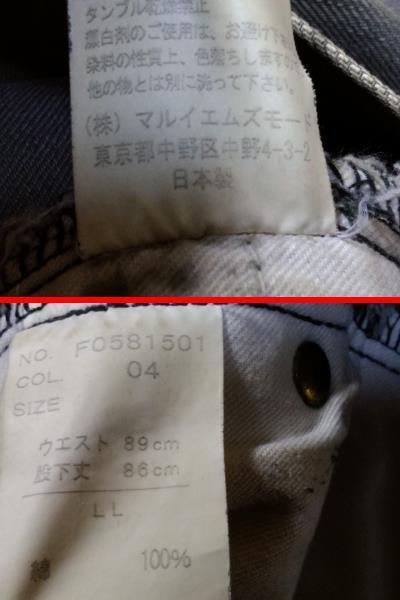 タンブル乾燥禁止
漂白剤のご使用は、お避け下さ
染料の性質上、色落ちしますの
他の物とは別に洗って下さい。
(株) マルイエムズモード
東京都中野区中野4-3-2
日本製
NO. F0581501
COL. 04
SIZE
ウエスト 89cm
股下丈 86cm
LL
綿 100%